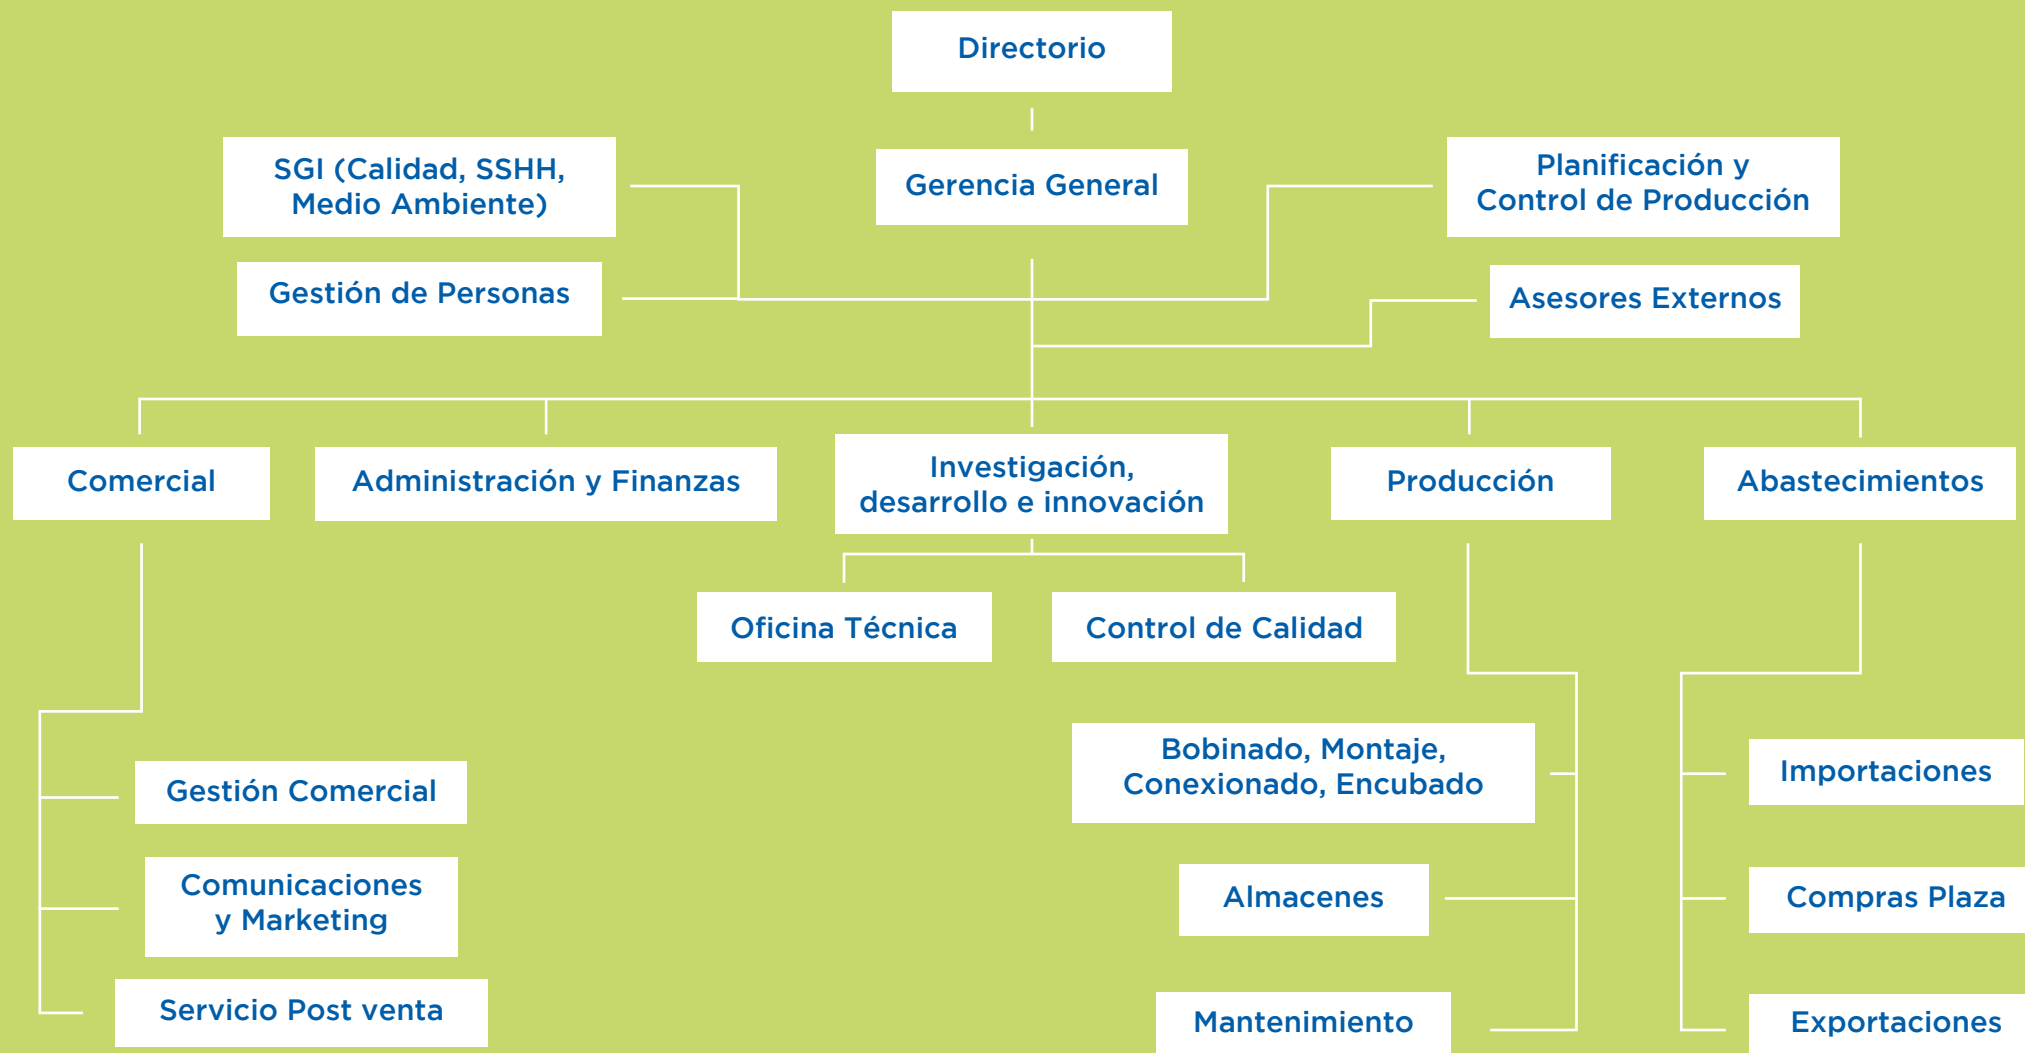 Directorio
SGI (Calidad, SSHH,
Medio Ambiente)
Gerencia General
Planificación y
Control de Producción
Gestión de Personas
Asesores Externos
Comercial
Administración y Finanzas
Investigación,
desarrollo e innovación
Producción
Abastecimientos
Oficina Técnica
Control de Calidad
Gestión Comercial
Comunicaciones
y Marketing
Servicio Post venta
Bobinado, Montaje,
Conexionado, Encubado
Almacenes
Mantenimiento
Importaciones
Compras Plaza
Exportaciones